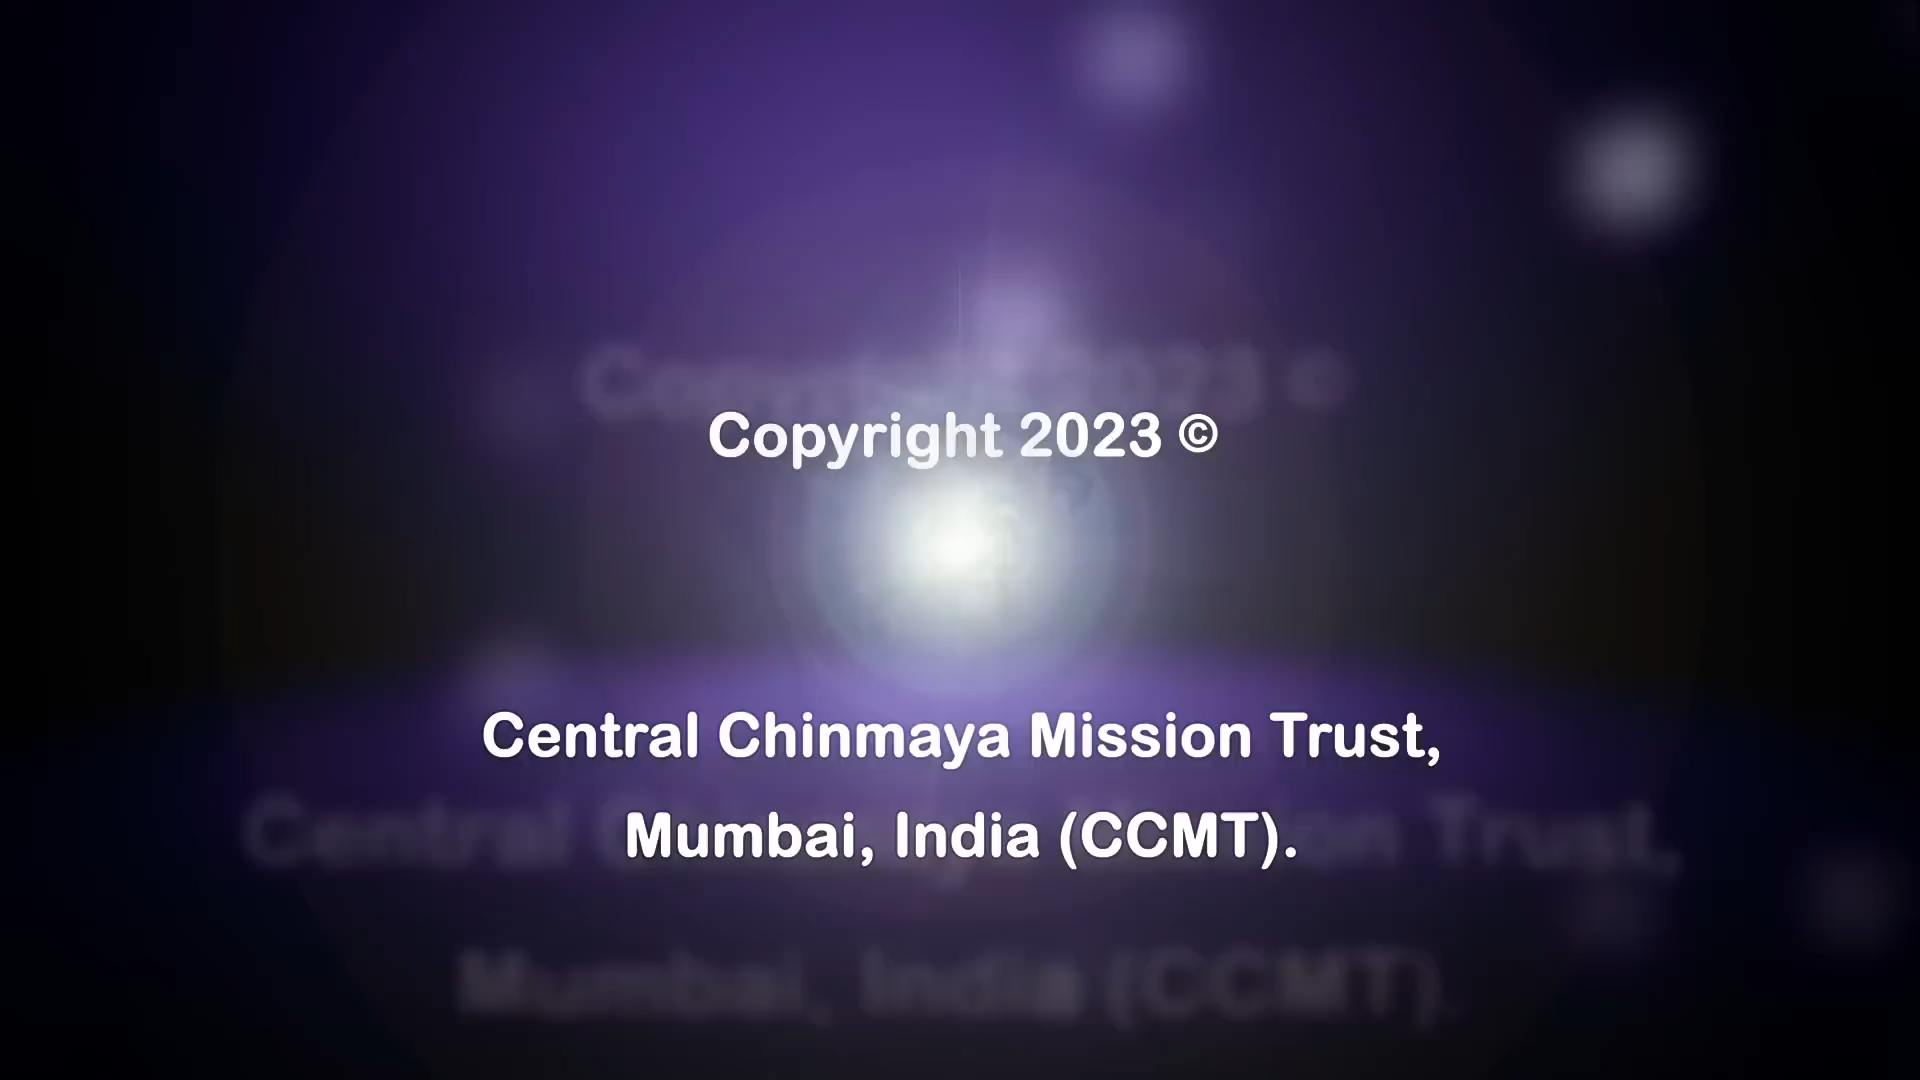 Copyright 2023 ©
Central Chinmaya Mission Trust,
Mumbai, India (CCMT).